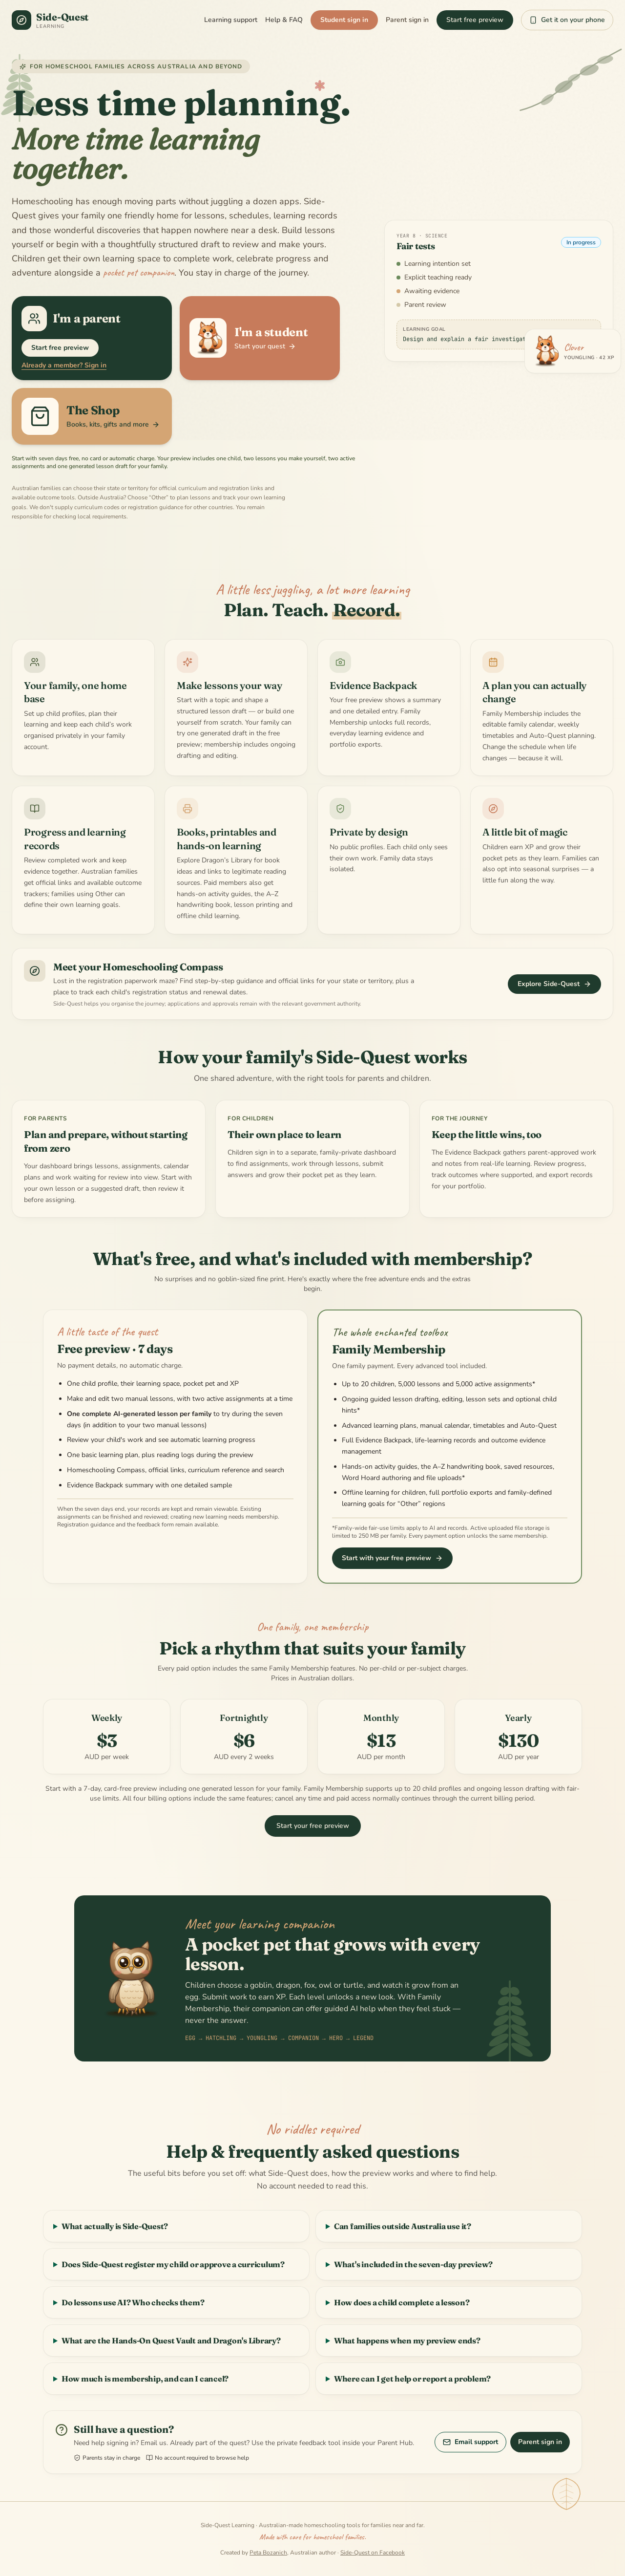 Side-Quest
LEARNING
Learning support
Help & FAQ
Student sign in
Parent sign in
Start free preview
Get it on your phone
FOR HOMESCHOOL FAMILIES ACROSS AUSTRALIA AND BEYOND
Less time planning.
More time learning
together.
Homeschooling has enough moving parts without juggling a dozen apps. Side-
Quest gives your family one friendly home for lessons, schedules, learning records
and those wonderful discoveries that happen nowhere near a desk. Build lessons
yourself or begin with a thoughtfully structured draft to review and make yours.
Children get their own learning space to complete work, celebrate progress and
adventure alongside a pocket pet companion. You stay in charge of the journey.
I'm a parent
Start free preview
Already a member? Sign in
I'm a student
Start your quest →
The Shop
Books, kits, gifts and more →
Start with seven days free, no card or automatic charge. Your preview includes one child, two lessons you make yourself, two active
assignments and one generated lesson draft for your family.
Australian families can choose their state or territory for official curriculum and registration links and
available outcome tools. Outside Australia? Choose “Other” to plan lessons and track your own learning
goals. We don't supply curriculum codes or registration guidance for other countries. You remain
responsible for checking local requirements.
YEAR 8 · SCIENCE
Fair tests
In progress
Learning intention set
Explicit teaching ready
Awaiting evidence
Parent review
LEARNING GOAL
Design and explain a fair investigat
Clover
YOUNGLING · 42 XP
A little less juggling, a lot more learning
Plan. Teach. Record.
Your family, one home
base
Set up child profiles, plan their
learning and keep each child's work
organised privately in your family
account.
Make lessons your way
Start with a topic and shape a
structured lesson draft — or build one
yourself from scratch. Your family can
try one generated draft in the free
preview; membership includes ongoing
drafting and editing.
Evidence Backpack
Your free preview shows a summary
and one detailed entry. Family
Membership unlocks full records,
everyday learning evidence and
portfolio exports.
A plan you can actually
change
Family Membership includes the
editable family calendar, weekly
timetables and Auto-Quest planning.
Change the schedule when life
changes — because it will.
Progress and learning
records
Review completed work and keep
evidence together. Australian families
get official links and available outcome
trackers; families using Other can
define their own learning goals.
Books, printables and
hands-on learning
Explore Dragon's Library for book
ideas and links to legitimate reading
sources. Paid members also get
hands-on activity guides, the A–Z
handwriting book, lesson printing and
offline child learning.
Private by design
No public profiles. Each child only sees
their own work. Family data stays
isolated.
A little bit of magic
Children earn XP and grow their
pocket pets as they learn. Families can
also opt into seasonal surprises — a
little fun along the way.
Meet your Homeschooling Compass
Lost in the registration paperwork maze? Find step-by-step guidance and official links for your state or territory, plus a
place to track each child's registration status and renewal dates.
Side-Quest helps you organise the journey; applications and approvals remain with the relevant government authority.
Explore Side-Quest →
How your family's Side-Quest works
One shared adventure, with the right tools for parents and children.
FOR PARENTS
Plan and prepare, without starting
from zero
Your dashboard brings lessons, assignments, calendar
plans and work waiting for review into view. Start with
your own lesson or a suggested draft, then review it
before assigning.
FOR CHILDREN
Their own place to learn
Children sign in to a separate, family-private dashboard
to find assignments, work through lessons, submit
answers and grow their pocket pet as they learn.
FOR THE JOURNEY
Keep the little wins, too
The Evidence Backpack gathers parent-approved work
and notes from real-life learning. Review progress,
track outcomes where supported, and export records
for your portfolio.
What's free, and what's included with membership?
No surprises and no goblin-sized fine print. Here's exactly where the free adventure ends and the extras
begin.
A little taste of the quest
Free preview · 7 days
No payment details, no automatic charge.
• One child profile, their learning space, pocket pet and XP
• Make and edit two manual lessons, with two active assignments at a time
• One complete AI-generated lesson per family to try during the seven
days (in addition to your two manual lessons)
• Review your child's work and see automatic learning progress
• One basic learning plan, plus reading logs during the preview
• Homeschooling Compass, official links, curriculum reference and search
• Evidence Backpack summary with one detailed sample
When the seven days end, your records are kept and remain viewable. Existing
assignments can be finished and reviewed; creating new learning needs membership.
Registration guidance and the feedback form remain available.
The whole enchanted toolbox
Family Membership
One family payment. Every advanced tool included.
• Up to 20 children, 5,000 lessons and 5,000 active assignments*
• Ongoing guided lesson drafting, editing, lesson sets and optional child
hints*
• Advanced learning plans, manual calendar, timetables and Auto-Quest
• Full Evidence Backpack, life-learning records and outcome evidence
management
• Hands-on activity guides, the A–Z handwriting book, saved resources,
Word Hoard authoring and file uploads*
• Offline learning for children, full portfolio exports and family-defined
learning goals for “Other” regions
*Family-wide fair-use limits apply to AI and records. Active uploaded file storage is
limited to 250 MB per family. Every payment option unlocks the same membership.
Start with your free preview →
One family, one membership
Pick a rhythm that suits your family
Every paid option includes the same Family Membership features. No per-child or per-subject charges.
Prices in Australian dollars.
Weekly
$3
AUD per week
Fortnightly
$6
AUD every 2 weeks
Monthly
$13
AUD per month
Yearly
$130
AUD per year
Start with a 7-day, card-free preview including one generated lesson for your family. Family Membership supports up to 20 child profiles and ongoing lesson drafting with fair-
use limits. All four billing options include the same features; cancel any time and paid access normally continues through the current billing period.
Start your free preview
Meet your learning companion
A pocket pet that grows with every
lesson.
Children choose a goblin, dragon, fox, owl or turtle, and watch it grow from an
egg. Submit work to earn XP. Each level unlocks a new look. With Family
Membership, their companion can offer guided AI help when they feel stuck —
never the answer.
EGG → HATCHLING → YOUNGLING → COMPANION → HERO → LEGEND
No riddles required
Help & frequently asked questions
The useful bits before you set off: what Side-Quest does, how the preview works and where to find help.
No account needed to read this.
What actually is Side-Quest?
Can families outside Australia use it?
Does Side-Quest register my child or approve a curriculum?
What's included in the seven-day preview?
Do lessons use AI? Who checks them?
How does a child complete a lesson?
What are the Hands-On Quest Vault and Dragon's Library?
What happens when my preview ends?
How much is membership, and can I cancel?
Where can I get help or report a problem?
Still have a question?
Need help signing in? Email us. Already part of the quest? Use the private feedback tool inside your Parent Hub.
Parents stay in charge
No account required to browse help
Email support
Parent sign in
Side-Quest Learning · Australian-made homeschooling tools for families near and far.
Made with care for homeschool families.
Created by Peta Bozanich, Australian author · Side-Quest on Facebook